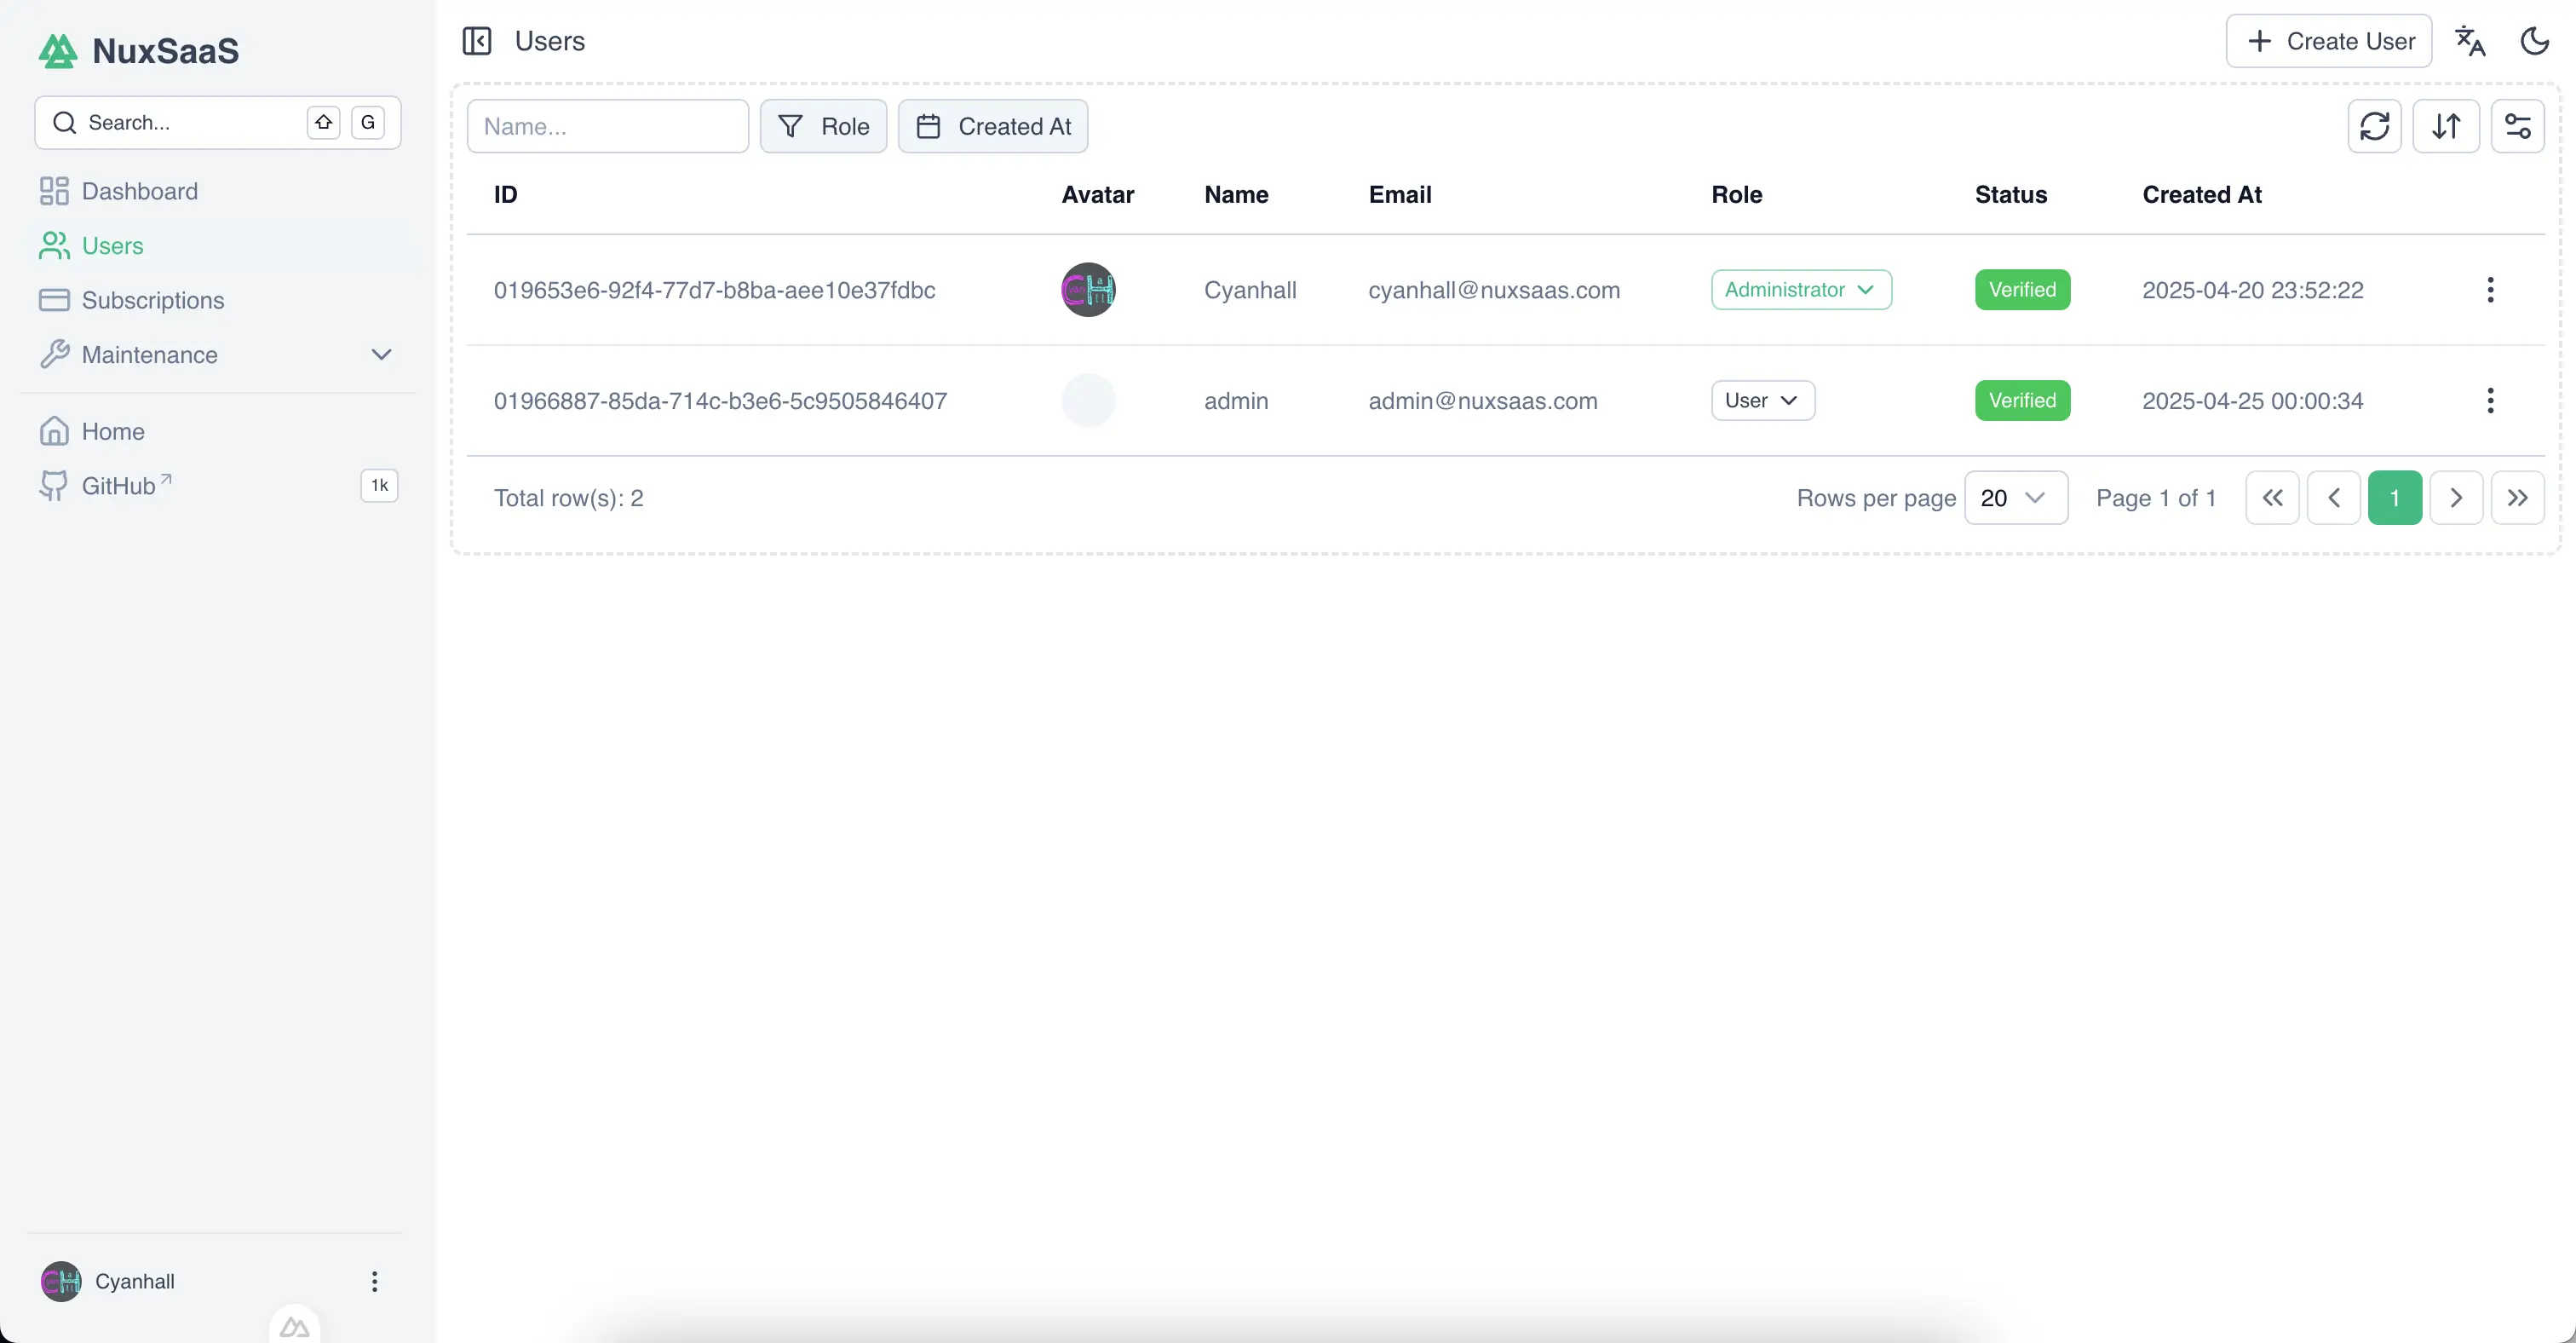 NuxSaaS
Search... G
Dashboard
Users
Subscriptions
Maintenance
Home
GitHub 1k
Cyanhall
Users
Create User
Name... Role Created At
ID Avatar Name Email Role Status Created At
019653e6-92f4-77d7-b8ba-aee10e37fdbc Cyanhall cyanhall@nuxsaas.com Administrator Verified 2025-04-20 23:52:22
01966887-85da-714c-b3e6-5c9505846407 admin admin@nuxsaas.com User Verified 2025-04-25 00:00:34
Total row(s): 2 Rows per page 20 Page 1 of 1 1